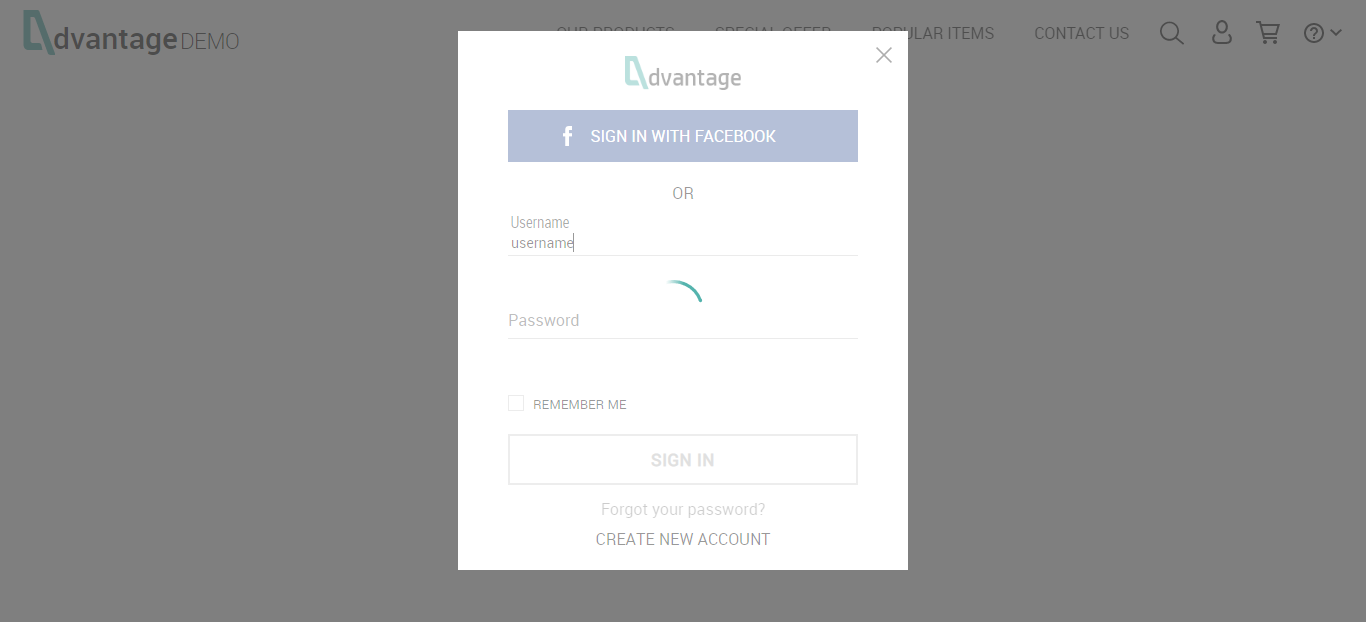 dvantage DEMO
OUR PRODUCTS SPECIAL OFFER POPULAR ITEMS CONTACT US
dvantage
SIGN IN WITH FACEBOOK
OR
Username
username
Password
REMEMBER ME
SIGN IN
Forgot your password?
CREATE NEW ACCOUNT